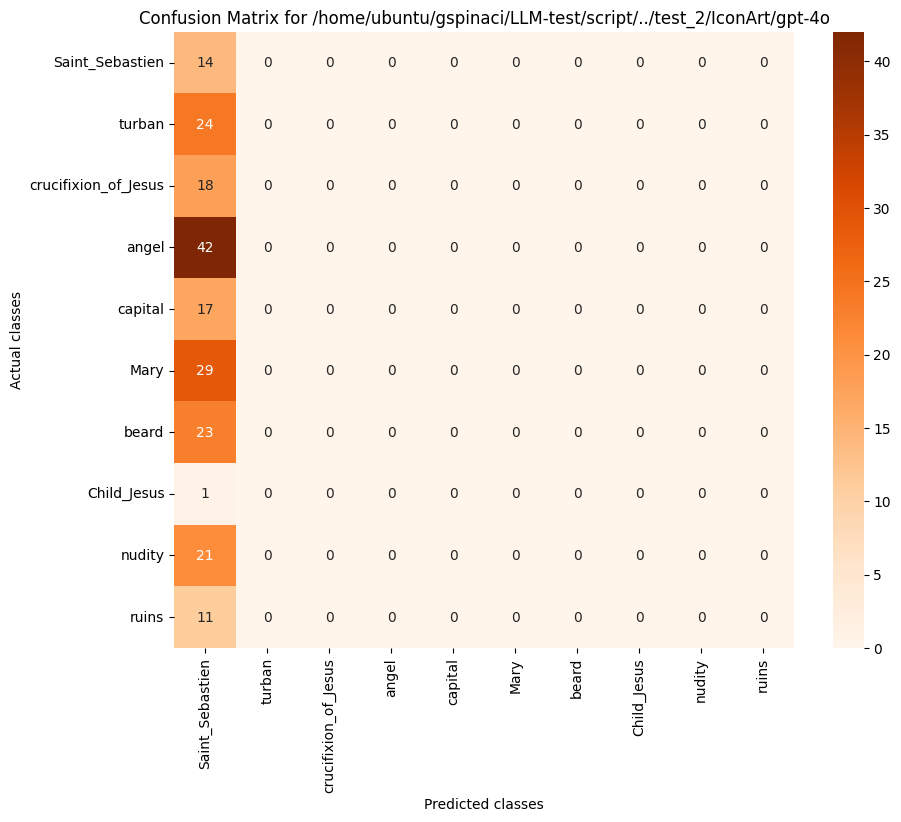 Confusion Matrix for /home/ubuntu/gspinaci/LLM-test/script/../test_2/IconArt/gpt-4o
Actual classes
Saint_Sebastien 14 0 0 0 0 0 0 0 0 0
turban 24 0 0 0 0 0 0 0 0 0
crucifixion_of_Jesus 18 0 0 0 0 0 0 0 0 0
angel 42 0 0 0 0 0 0 0 0 0
capital 17 0 0 0 0 0 0 0 0 0
Mary 29 0 0 0 0 0 0 0 0 0
beard 23 0 0 0 0 0 0 0 0 0
Child_Jesus 1 0 0 0 0 0 0 0 0 0
nudity 21 0 0 0 0 0 0 0 0 0
ruins 11 0 0 0 0 0 0 0 0 0
Saint_Sebastien turban crucifixion_of_Jesus angel capital Mary beard Child_Jesus nudity ruins
Predicted classes
40
35
30
25
20
15
10
5
0